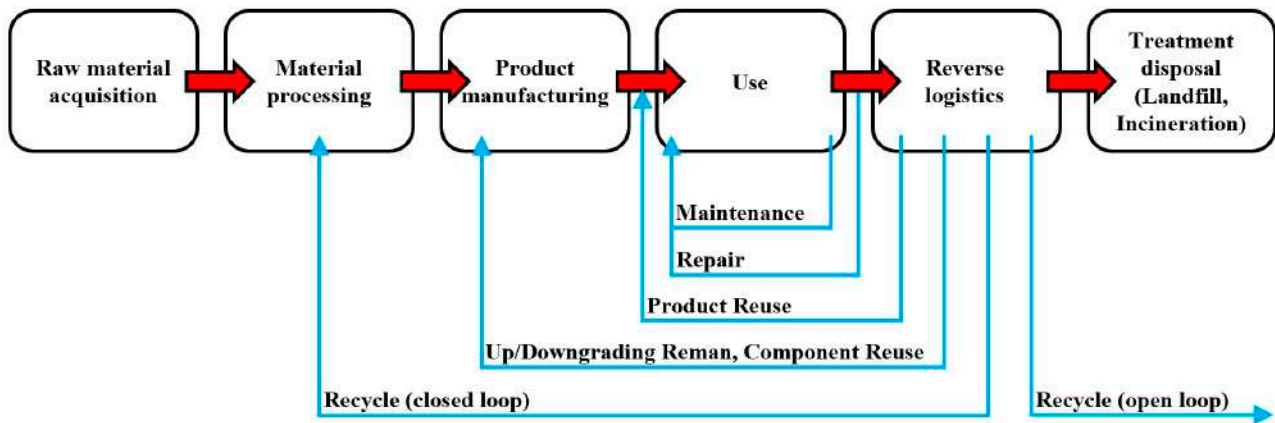 Raw material
acquisition
Material
processing
Product
manufacturing
Use
Reverse
logistics
Treatment
disposal
(Landfill,
Incineration)
Maintenance
Repair
Product Reuse
Up/Downgrading Reman, Component Reuse
Recycle (closed loop)
Recycle (open loop)